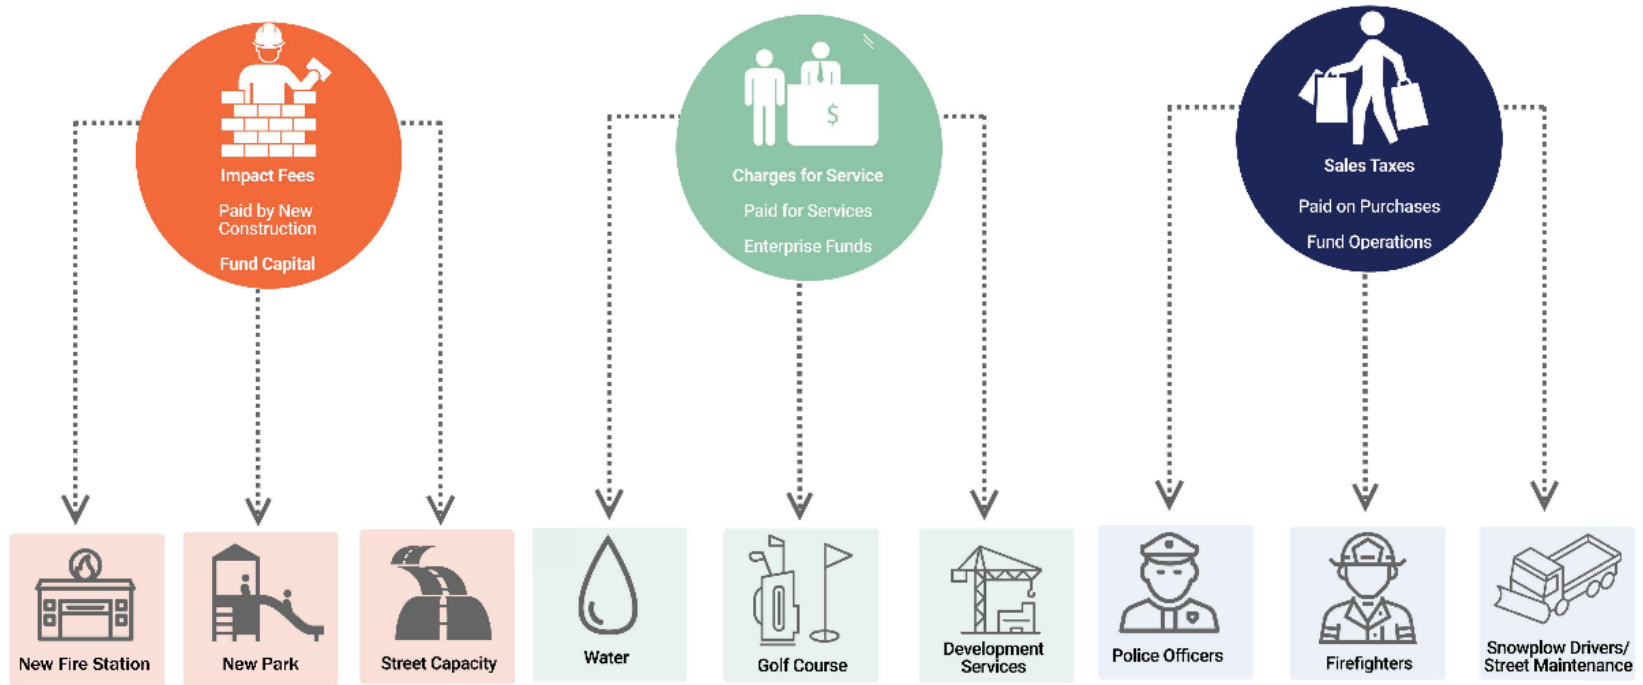 Impact Fees
Paid by New
Construction
Fund Capital
$
Charges for Service
Paid for Services
Enterprise Funds
Sales Taxes
Paid on Purchases
Fund Operations
New Fire Station
New Park
Street Capacity
Water
Golf Course
Development
Services
Police Officers
Firefighters
Snowplow Drivers/
Street Maintenance